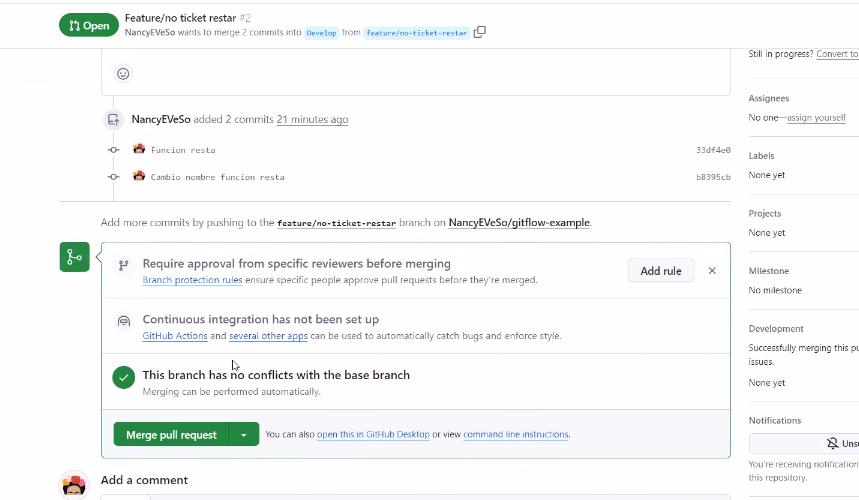 Open
Feature/no ticket restar #2
NancyEVeSo wants to merge 2 commits into Develop from feature/no-ticket-restar
NancyEVeSo added 2 commits 21 minutes ago
Funcion resta 33df4e0
Cambio nombre funcion resta b8395cb
Add more commits by pushing to the feature/no-ticket-restar branch on NancyEVeSo/gitflow-example.
Require approval from specific reviewers before merging
Branch protection rules ensure specific people approve pull requests before they're merged.
Add rule
Continuous integration has not been set up
GitHub Actions and several other apps can be used to automatically catch bugs and enforce style.
This branch has no conflicts with the base branch
Merging can be performed automatically.
Merge pull request
You can also open this in GitHub Desktop or view command line instructions.
Add a comment
Still in progress? Convert to
Assignees
No one—assign yourself
Labels
None yet
Projects
None yet
Milestone
No milestone
Development
Successfully merging this pu
issues.
None yet
Notifications
Unsu
You're receiving notification
this repository.